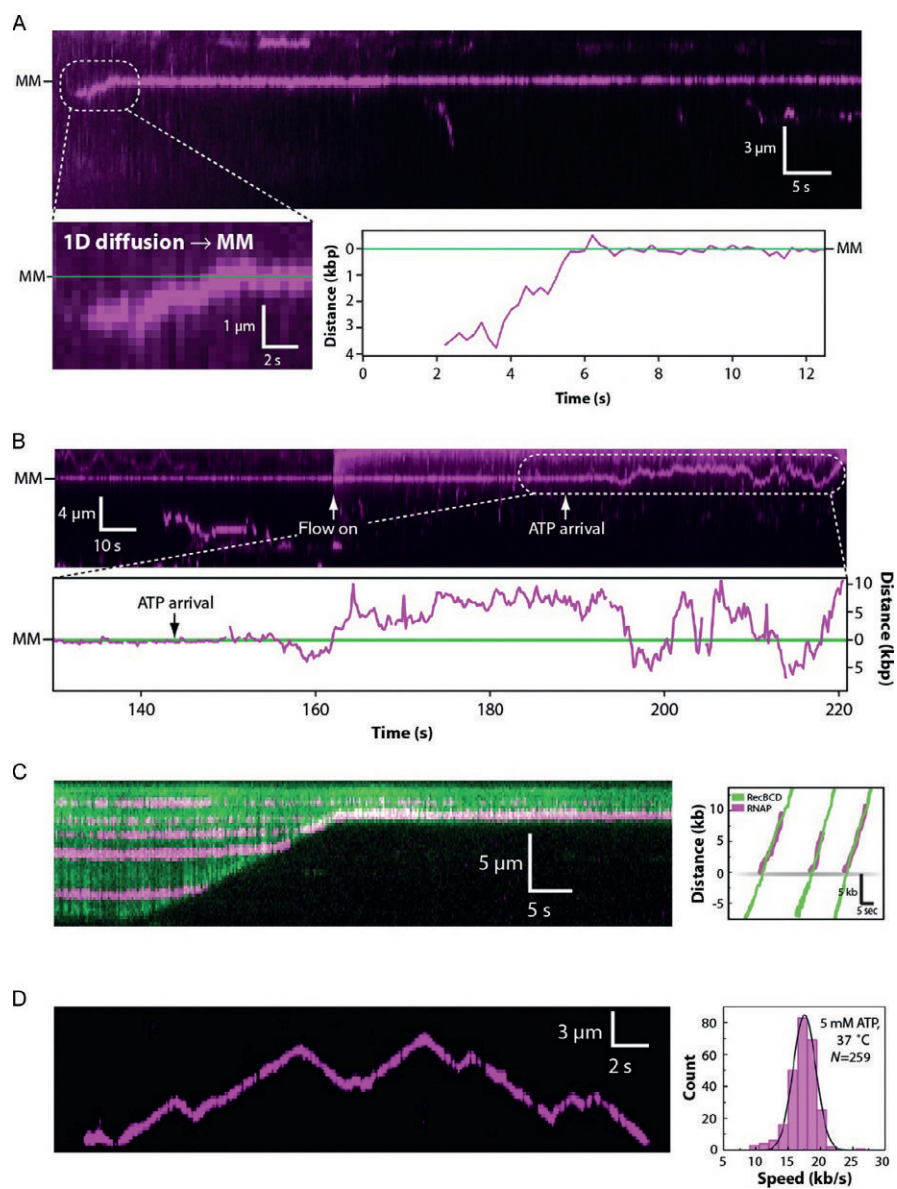 A
MM
3 µm
5 s
1D diffusion → MM
MM
1 µm
2 s
Distance (kbp)
0
1
2
3
4
MM
0 2 4 6 8 10 12
Time (s)
B
MM
4 µm
10 s
Flow on
ATP arrival
ATP arrival
MM
10
5
0
5
Distance (kbp)
140 160 180 200 220
Time (s)
C
5 µm
5 s
RecBCD
RNAP
Distance (kb)
10
5
0
-5
5 kb
5 sec
D
3 µm
2 s
Count
80
60
40
20
0
5 mM ATP,
37 °C
N=259
5 10 15 20 25 30
Speed (kb/s)